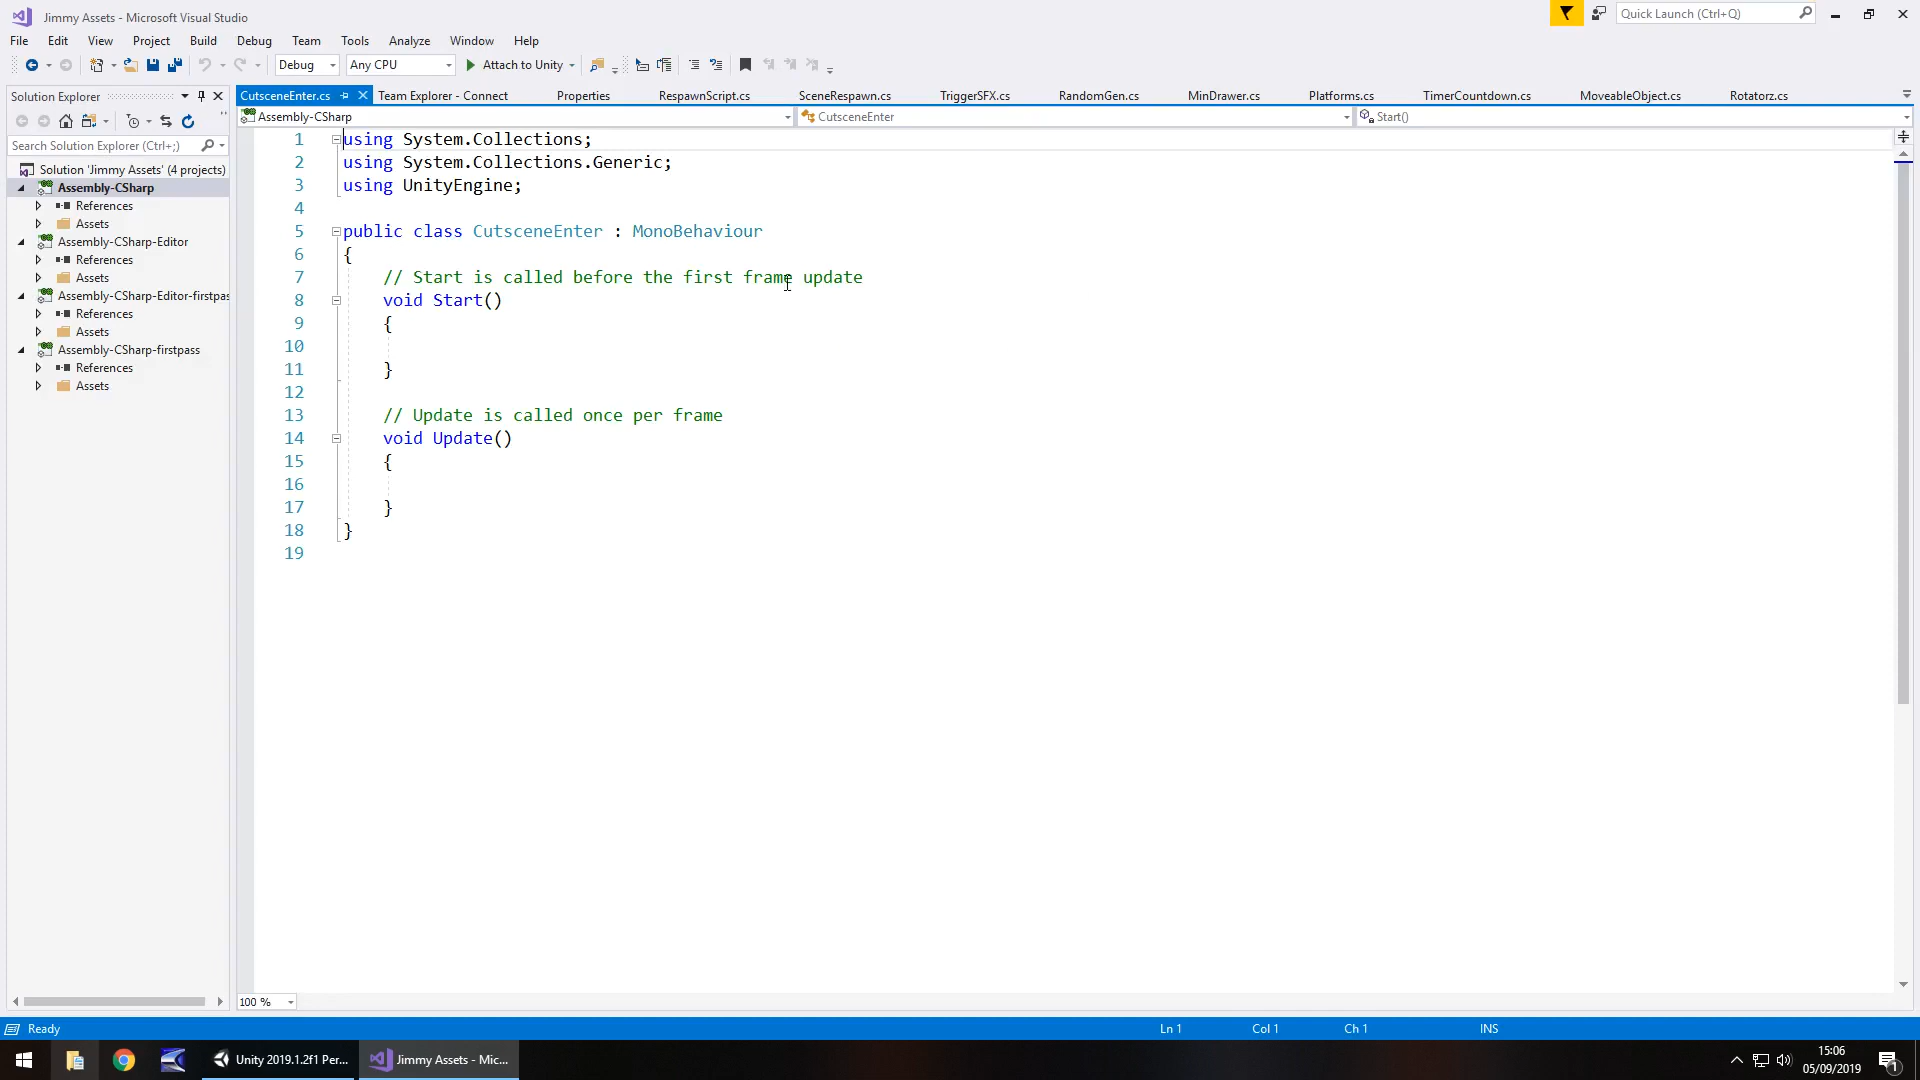 Jimmy Assets - Microsoft Visual Studio
Quick Launch (Ctrl+Q)
File Edit View Project Build Debug Team Tools Analyze Window Help
Debug Any CPU Attach to Unity
Solution Explorer
CutsceneEnter.cs Team Explorer - Connect Properties RespawnScript.cs SceneRespawn.cs TriggerSFX.cs RandomGen.cs MinDrawer.cs Platforms.cs TimerCountdown.cs MoveableObject.cs Rotatorz.cs
Assembly-CSharp CutsceneEnter Start()
Search Solution Explorer (Ctrl+;)
Solution 'Jimmy Assets' (4 projects)
Assembly-CSharp
References
Assets
Assembly-CSharp-Editor
References
Assets
Assembly-CSharp-Editor-firstpas
References
Assets
Assembly-CSharp-firstpass
References
Assets
1 using System.Collections;
2 using System.Collections.Generic;
3 using UnityEngine;
4
5 public class CutsceneEnter : MonoBehaviour
6 {
7 // Start is called before the first frame update
8 void Start()
9 {
10
11 }
12
13 // Update is called once per frame
14 void Update()
15 {
16
17 }
18 }
19
100 %
Ready Ln 1 Col 1 Ch 1 INS
Unity 2019.1.2f1 Per... Jimmy Assets - Mic...
15:06
05/09/2019
1